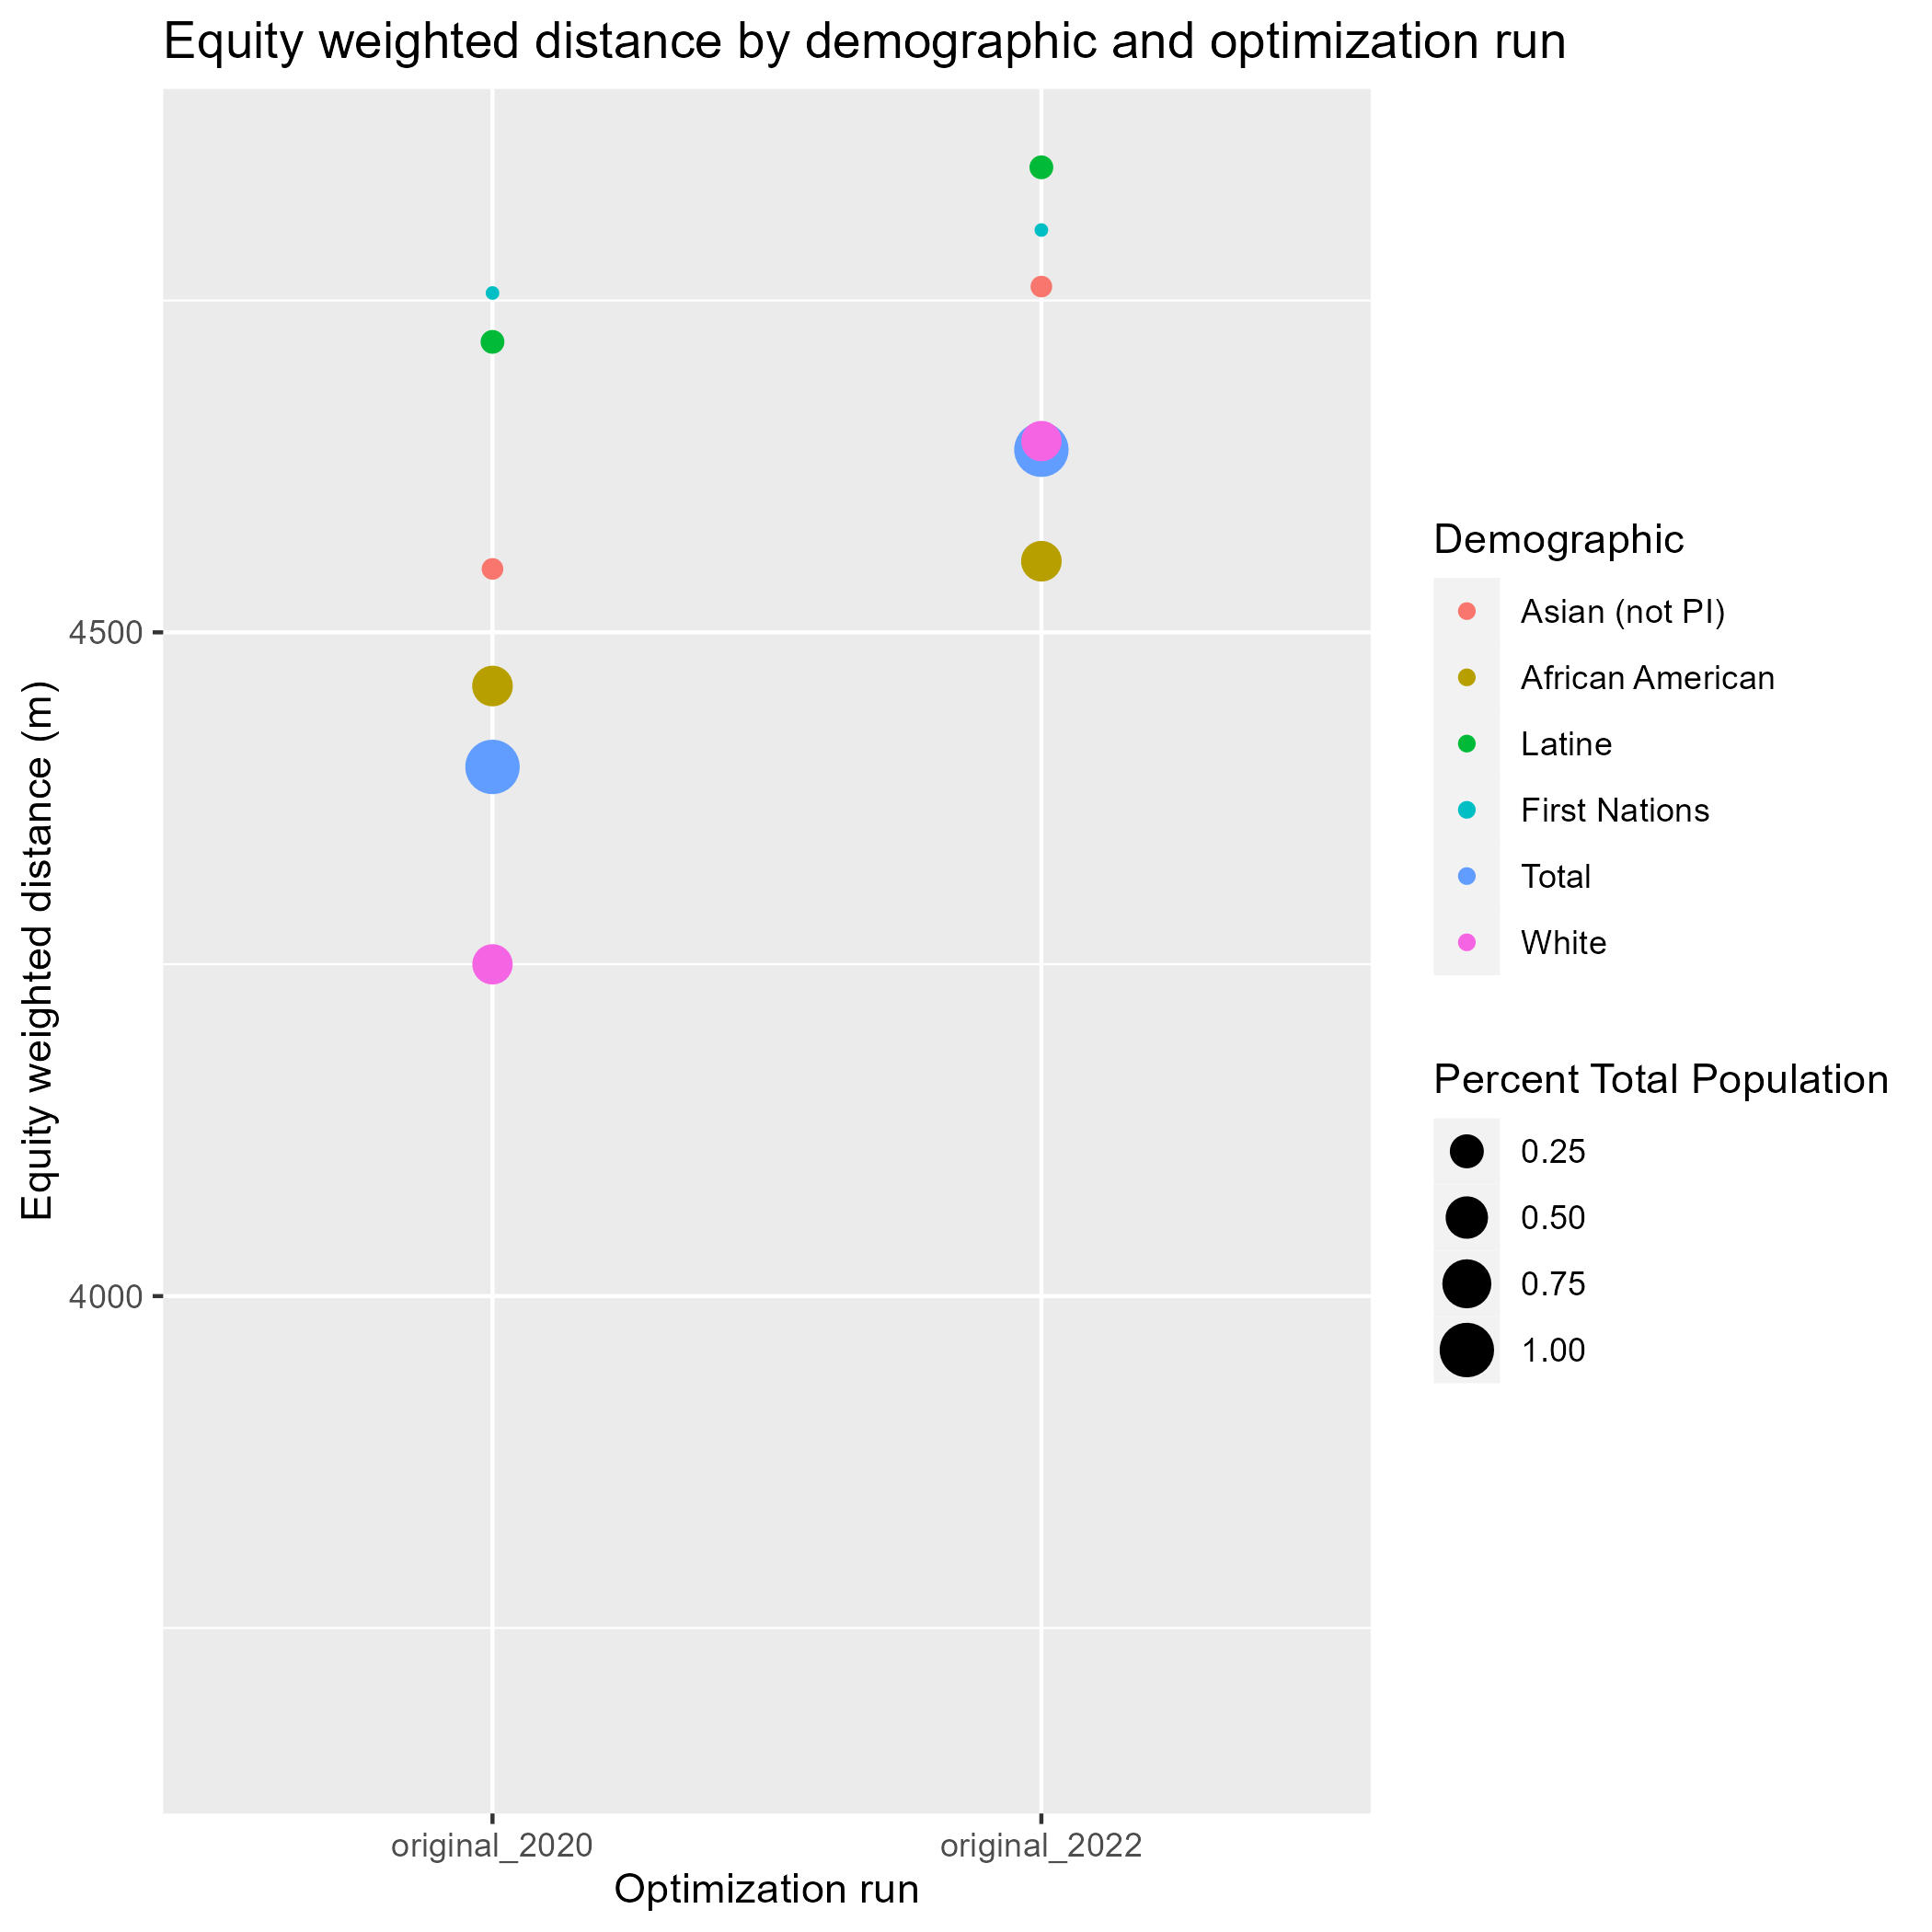 Equity weighted distance by demographic and optimization run
Equity weighted distance (m)
4500
4000
original_2020
original_2022
Optimization run
Demographic
Asian (not PI)
African American
Latine
First Nations
Total
White
Percent Total Population
0.25
0.50
0.75
1.00